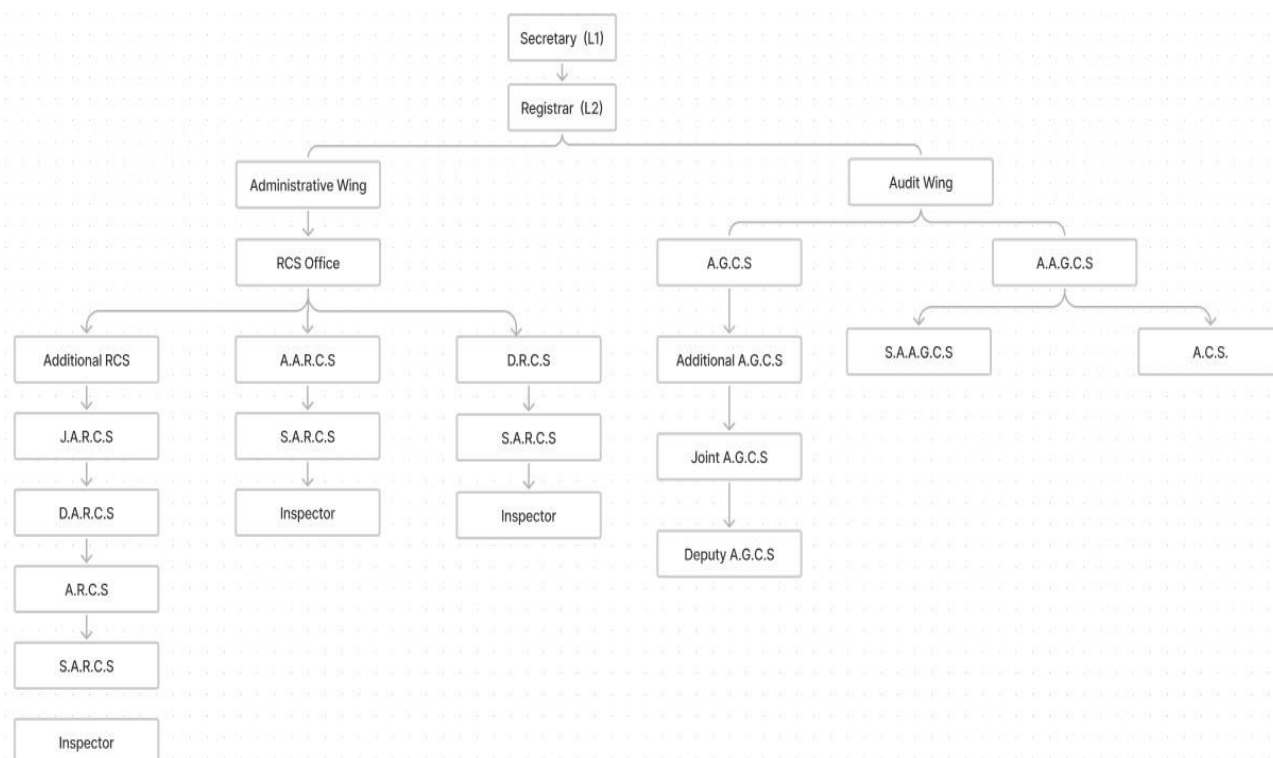 Secretary (L1)
Registrar (L2)
Administrative Wing
Audit Wing
RCS Office
A.G.C.S
A.A.G.C.S
Additional RCS
A.A.R.C.S
D.R.C.S
Additional A.G.C.S
S.A.A.G.C.S
A.C.S.
J.A.R.C.S
S.A.R.C.S
S.A.R.C.S
Joint A.G.C.S
D.A.R.C.S
Inspector
Inspector
Deputy A.G.C.S
A.R.C.S
S.A.R.C.S
Inspector